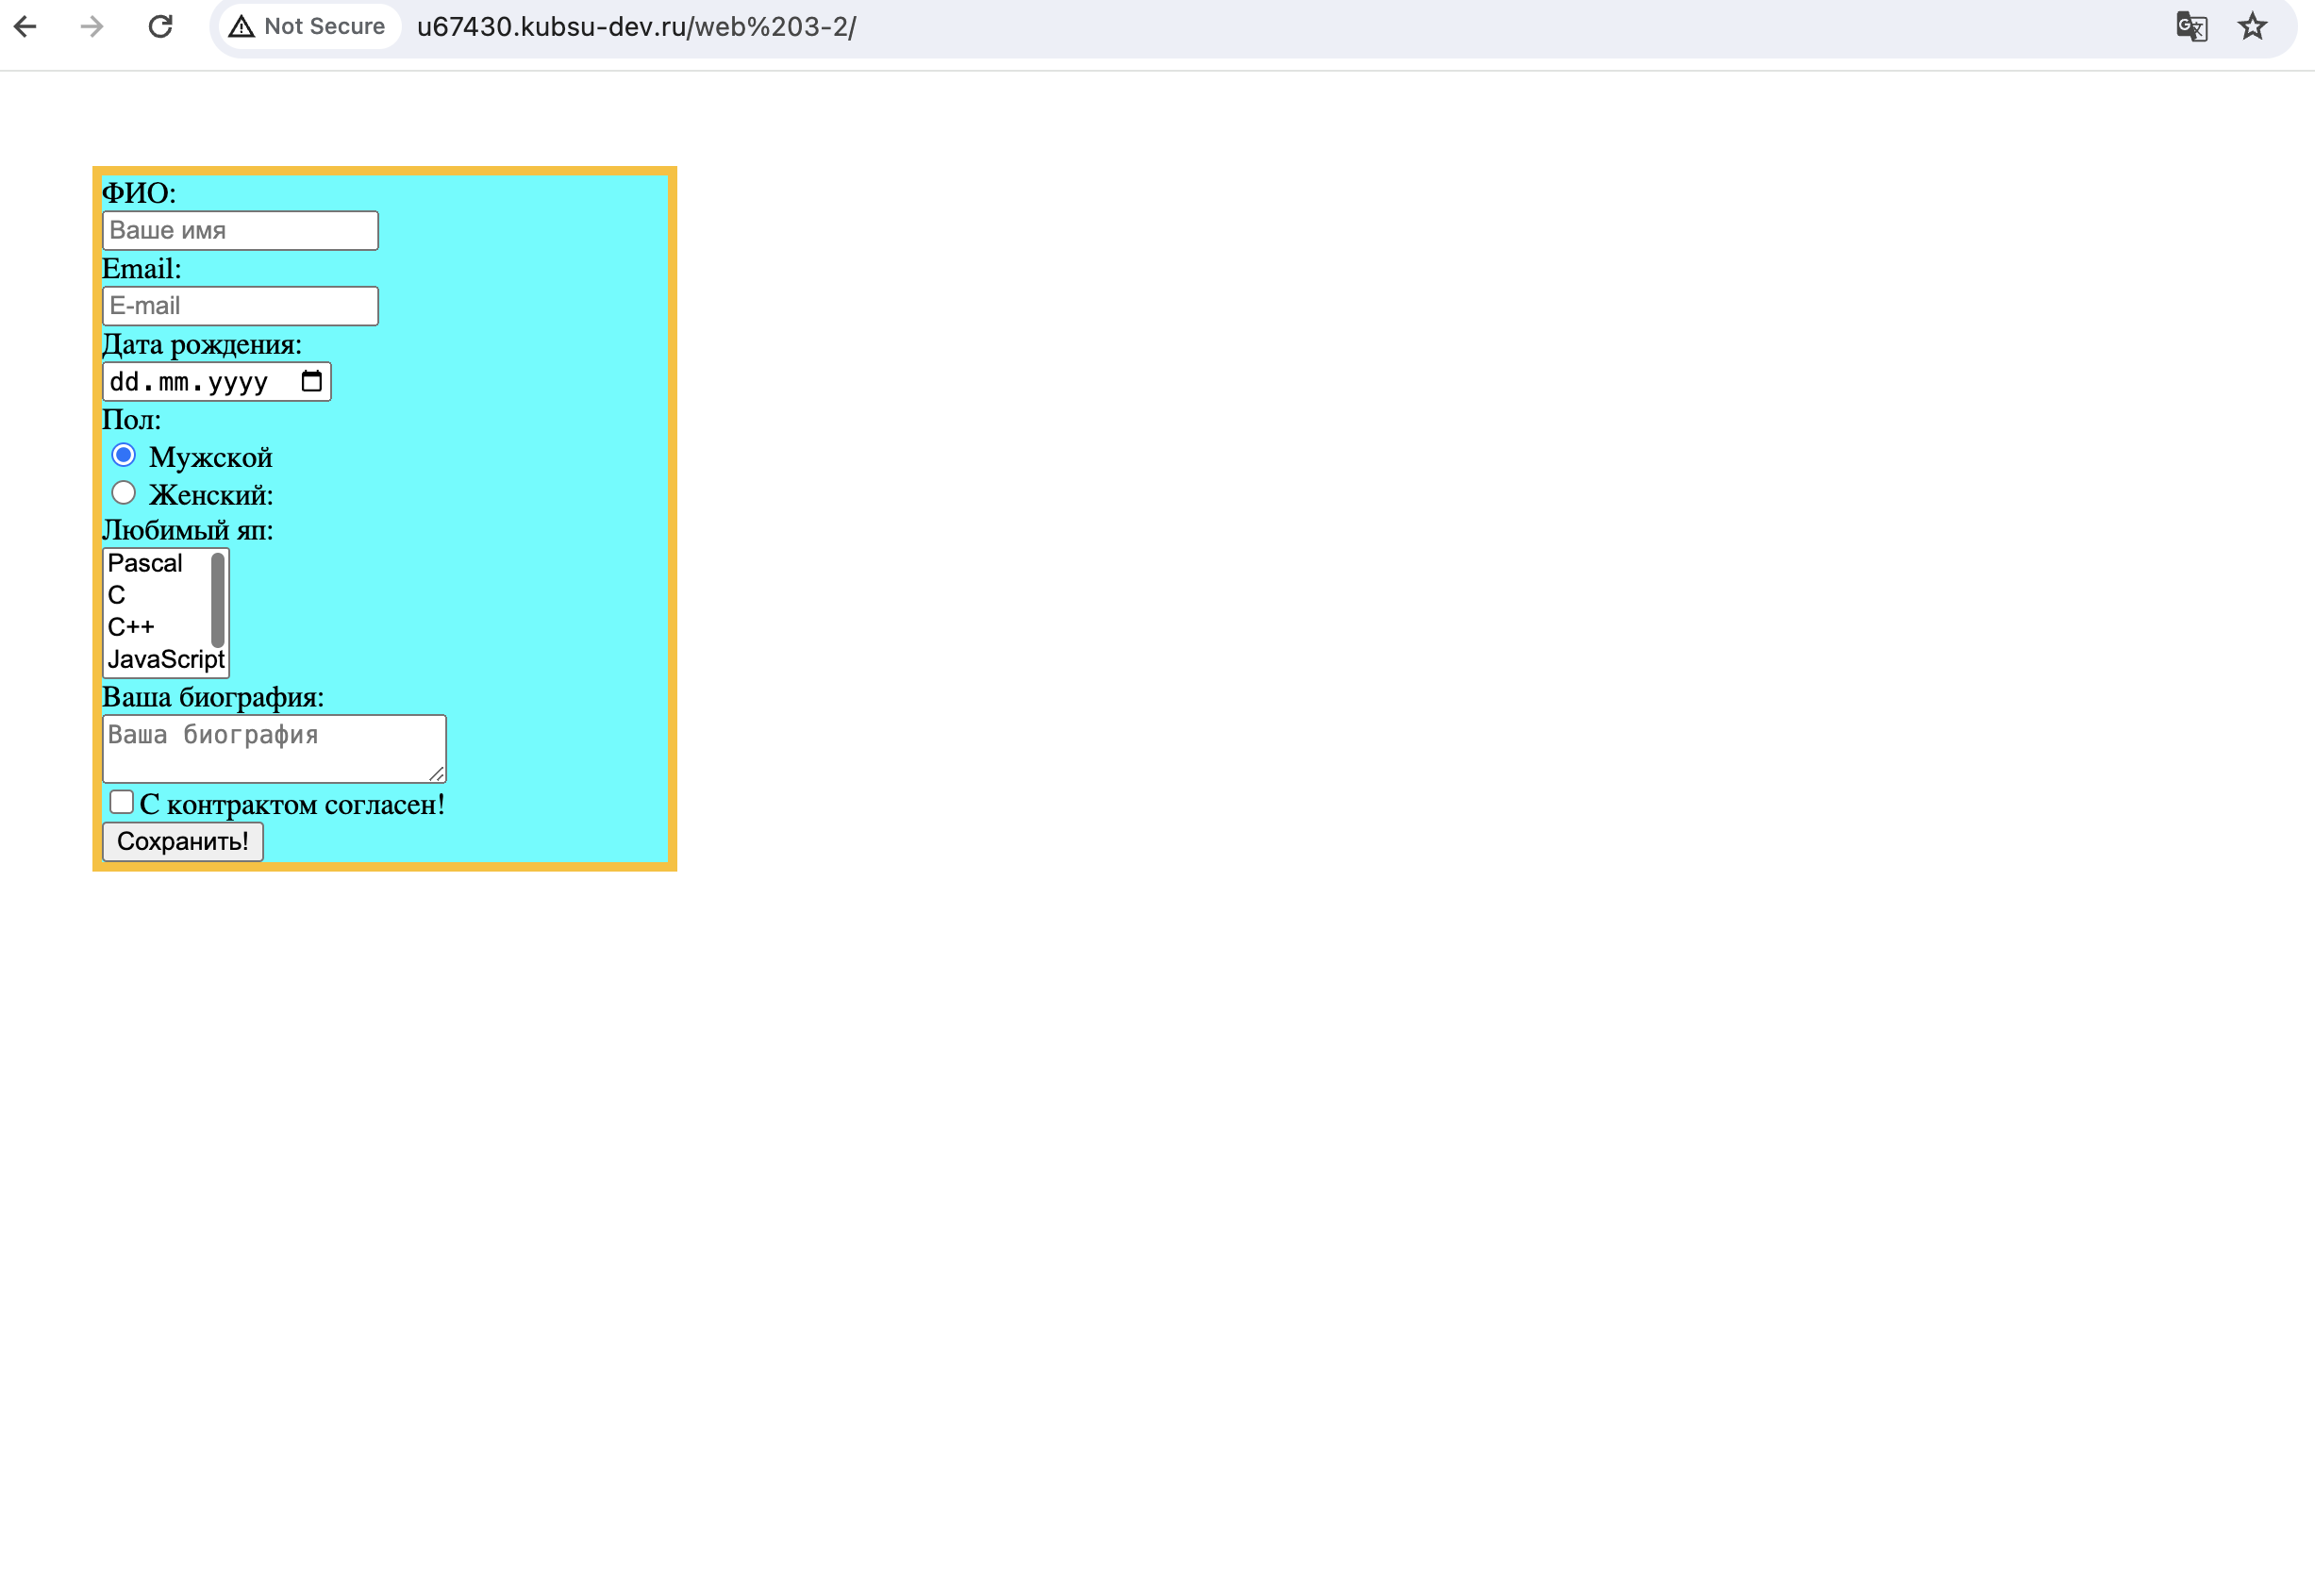 Not Secure u67430.kubsu-dev.ru/web%203-2/
ФИО:
Ваше имя
Email:
E-mail
Дата рождения:
dd.mm.yyyy
Пол:
Мужской
Женский:
Любимый яп:
Pascal
C
C++
JavaScript
Ваша биография:
Ваша биография
С контрактом согласен!
Сохранить!